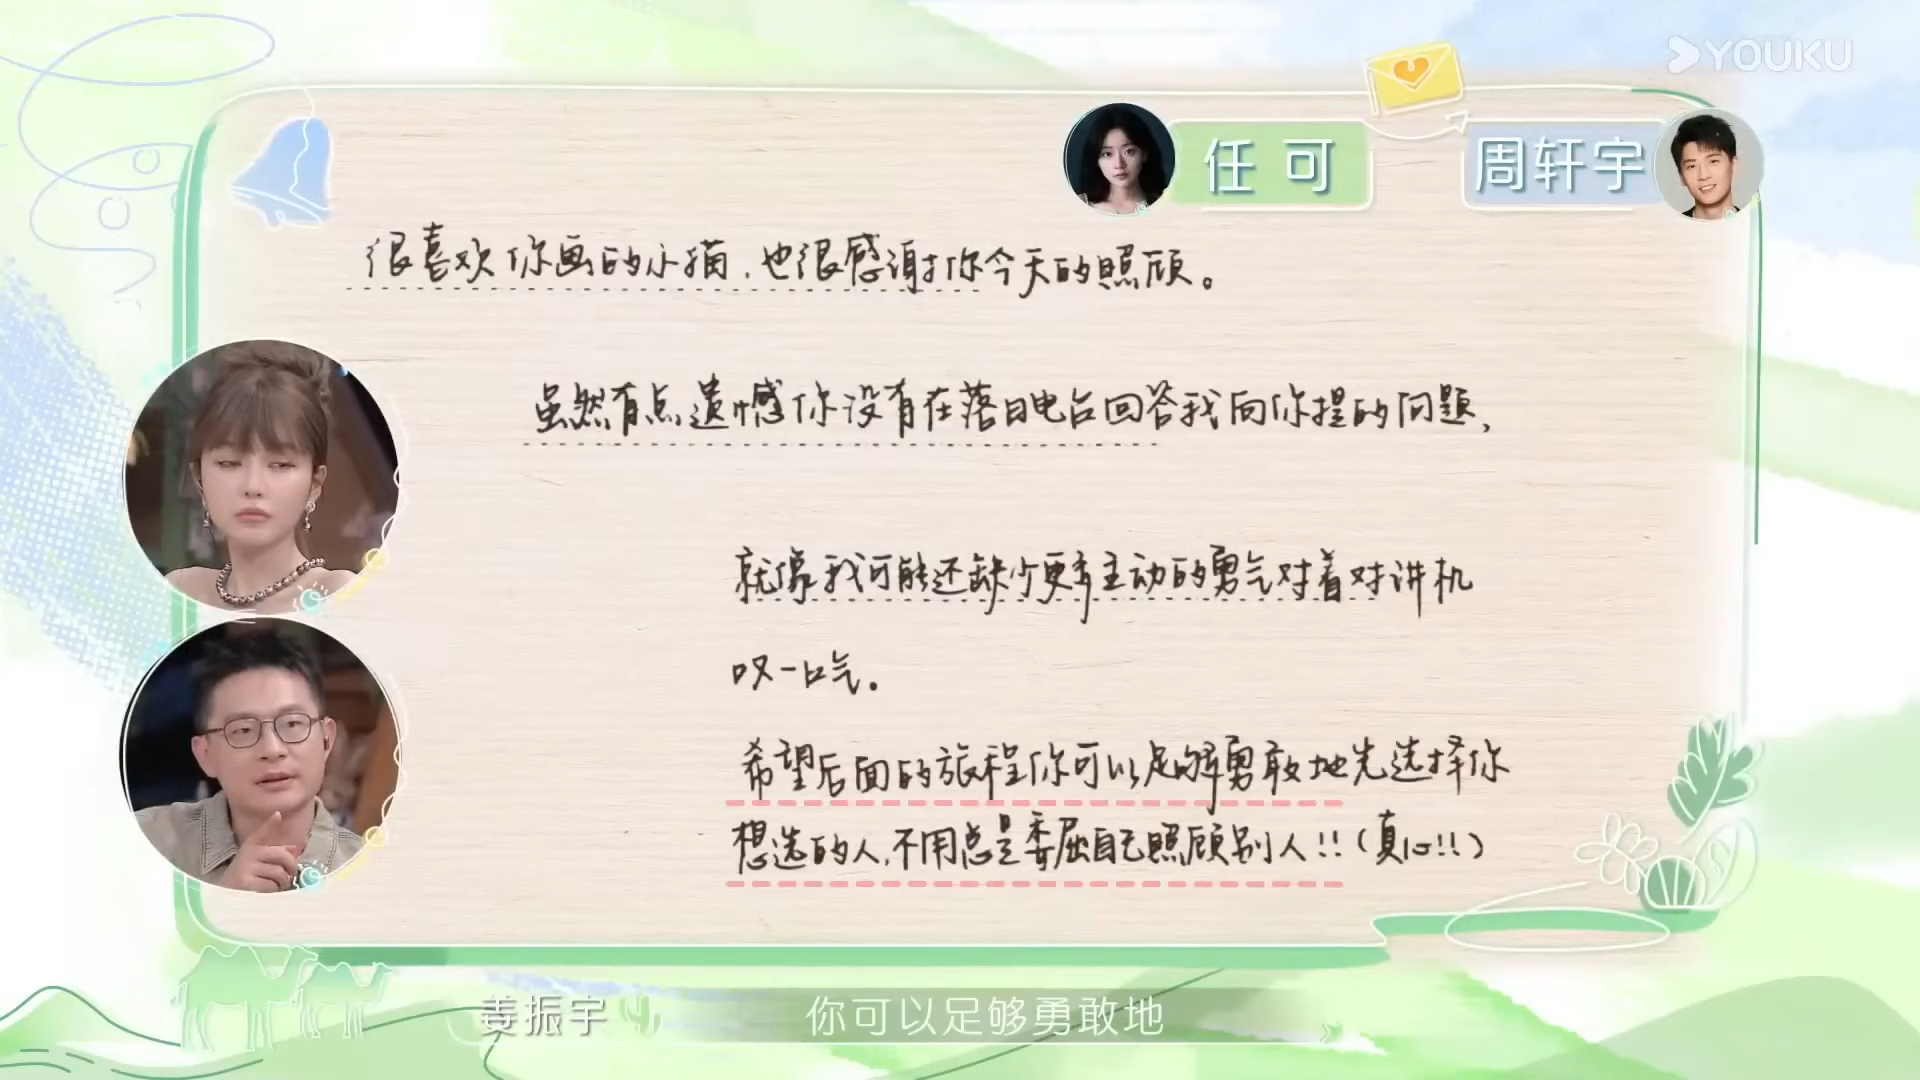 YOUKU
任可
周轩宇
很喜欢你画的小猫,也很感谢你今天的照顾。
虽然有点遗憾你没有在落日电台回答我向你提的问题,
就像我可能还缺少更多主动的勇气对着对讲机
叹一口气。
希望后面的旅程你可以足够勇敢地先选择你
想选的人,不用总是委屈自己照顾别人!!(真心!!)
姜振宇
你可以足够勇敢地